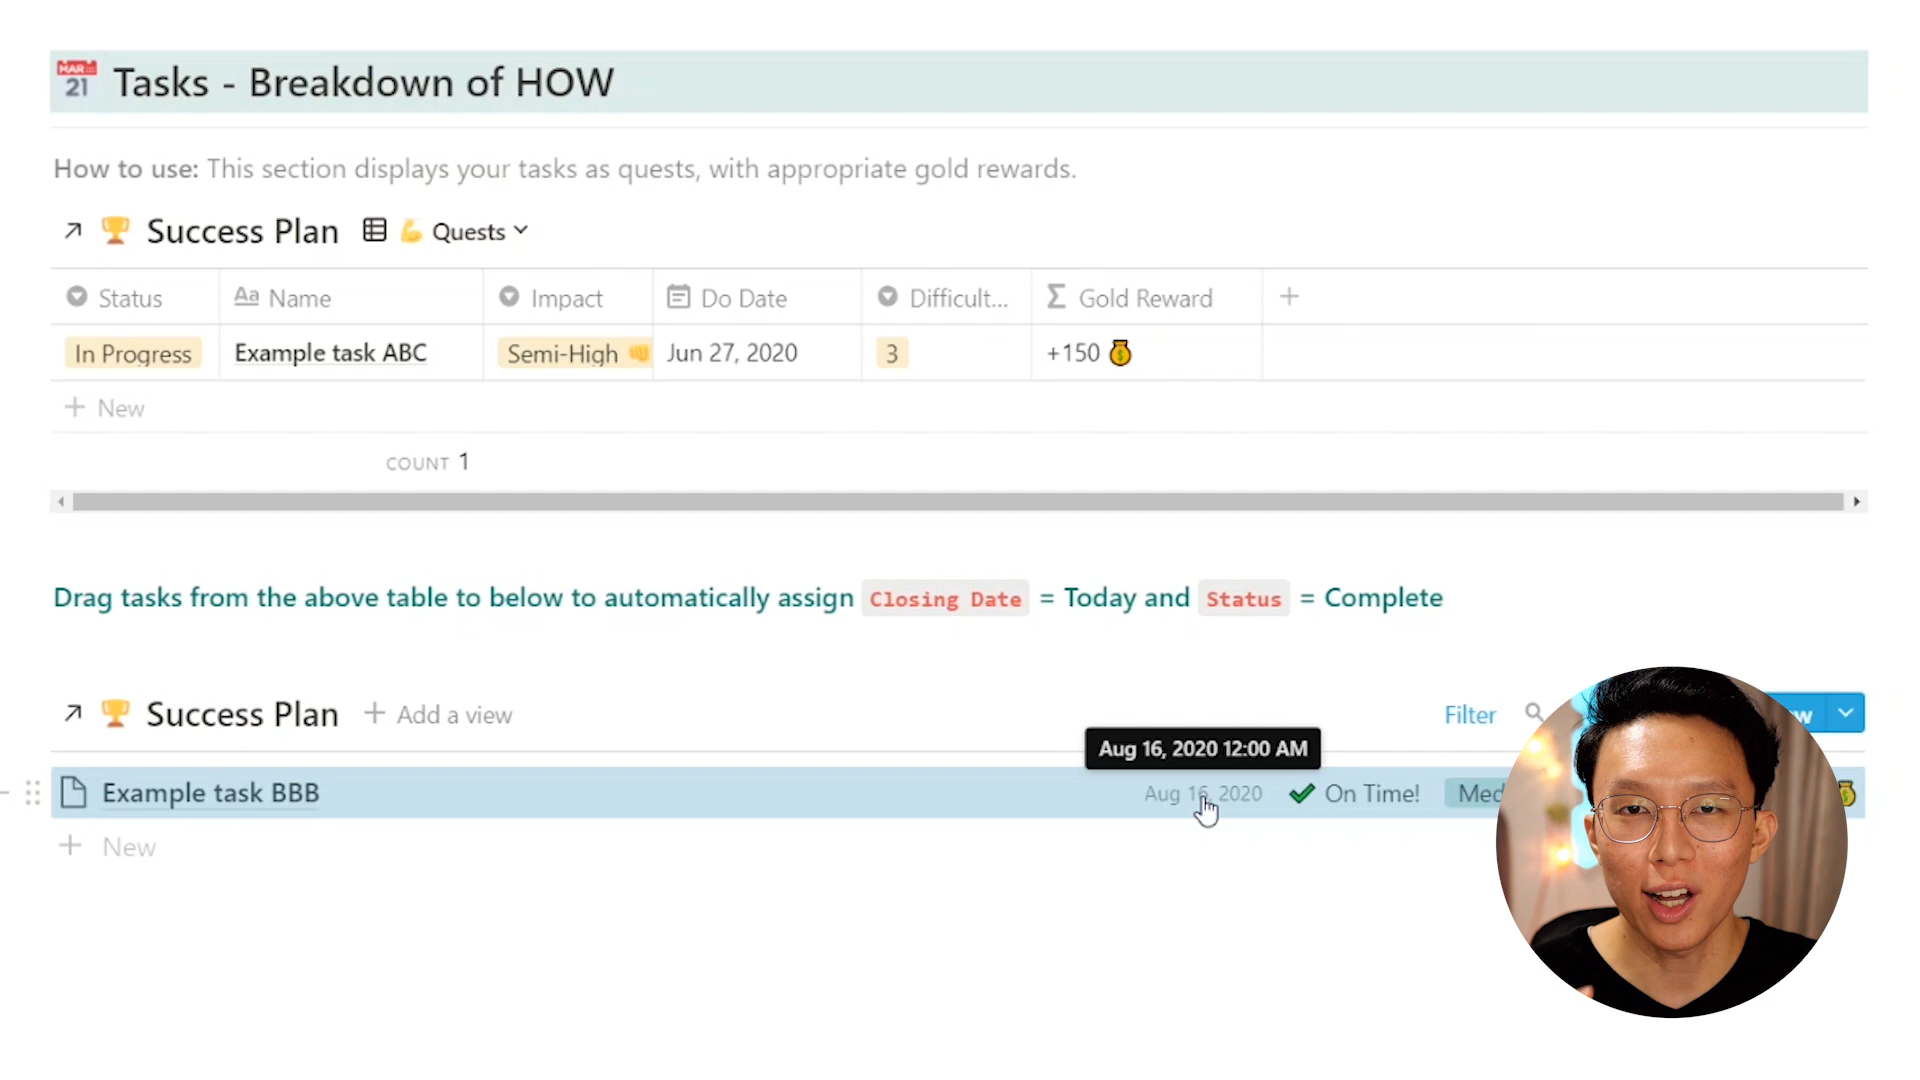 MAR 21 Tasks - Breakdown of HOW
How to use: This section displays your tasks as quests, with appropriate gold rewards.
Success Plan Quests
Status Aa Name Impact Do Date Difficult... Σ Gold Reward +
In Progress Example task ABC Semi-High Jun 27, 2020 3 +150
+ New
COUNT 1
Drag tasks from the above table to below to automatically assign Closing Date = Today and Status = Complete
Success Plan + Add a view Filter
Aug 16, 2020 12:00 AM
Example task BBB Aug 16, 2020 On Time!
+ New